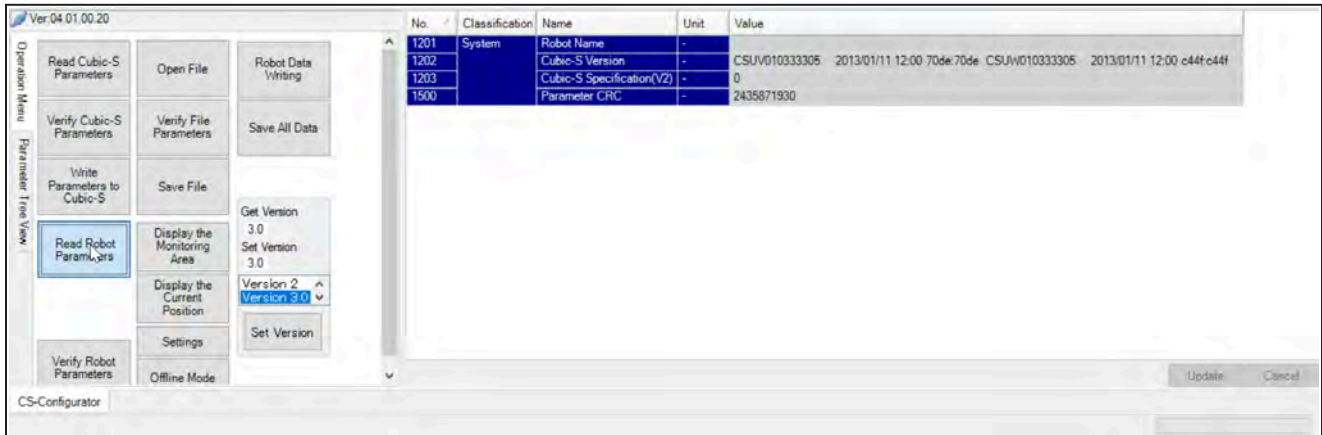 Ver:04.01.00.20
Operation Menu
Parameter Tree View
Read Cubic-S
Parameters
Open File
Robot Data
Writing
Verify Cubic-S
Parameters
Verify File
Parameters
Save All Data
Write
Parameters to
Cubic-S
Save File
Read Robot
Parameters
Display the
Monitoring
Area
Get Version
3.0
Set Version
3.0
Version 2
Version 3.0
Set Version
Display the
Current
Position
Settings
Verify Robot
Parameters
Offline Mode
CS-Configurator
No. Classification Name Unit Value
1201 System Robot Name -
1202 Cubic-S Version - CSUV010333305 2013/01/11 12:00 70de:70de CSUW010333305 2013/01/11 12:00 c44f:c44f
1203 Cubic-S Specification(V2) - 0
1500 Parameter CRC - 2435871930
Update Cancel